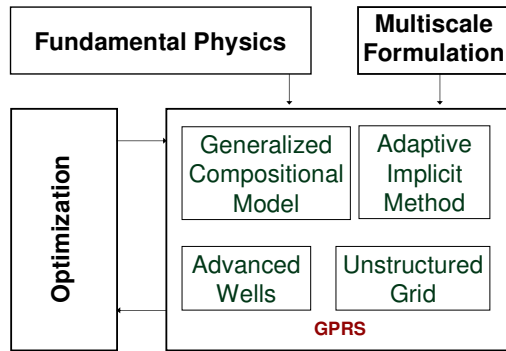 Fundamental Physics
Multiscale
Formulation
Optimization
Generalized
Compositional
Model
Adaptive
Implicit
Method
Advanced
Wells
Unstructured
Grid
GPRS